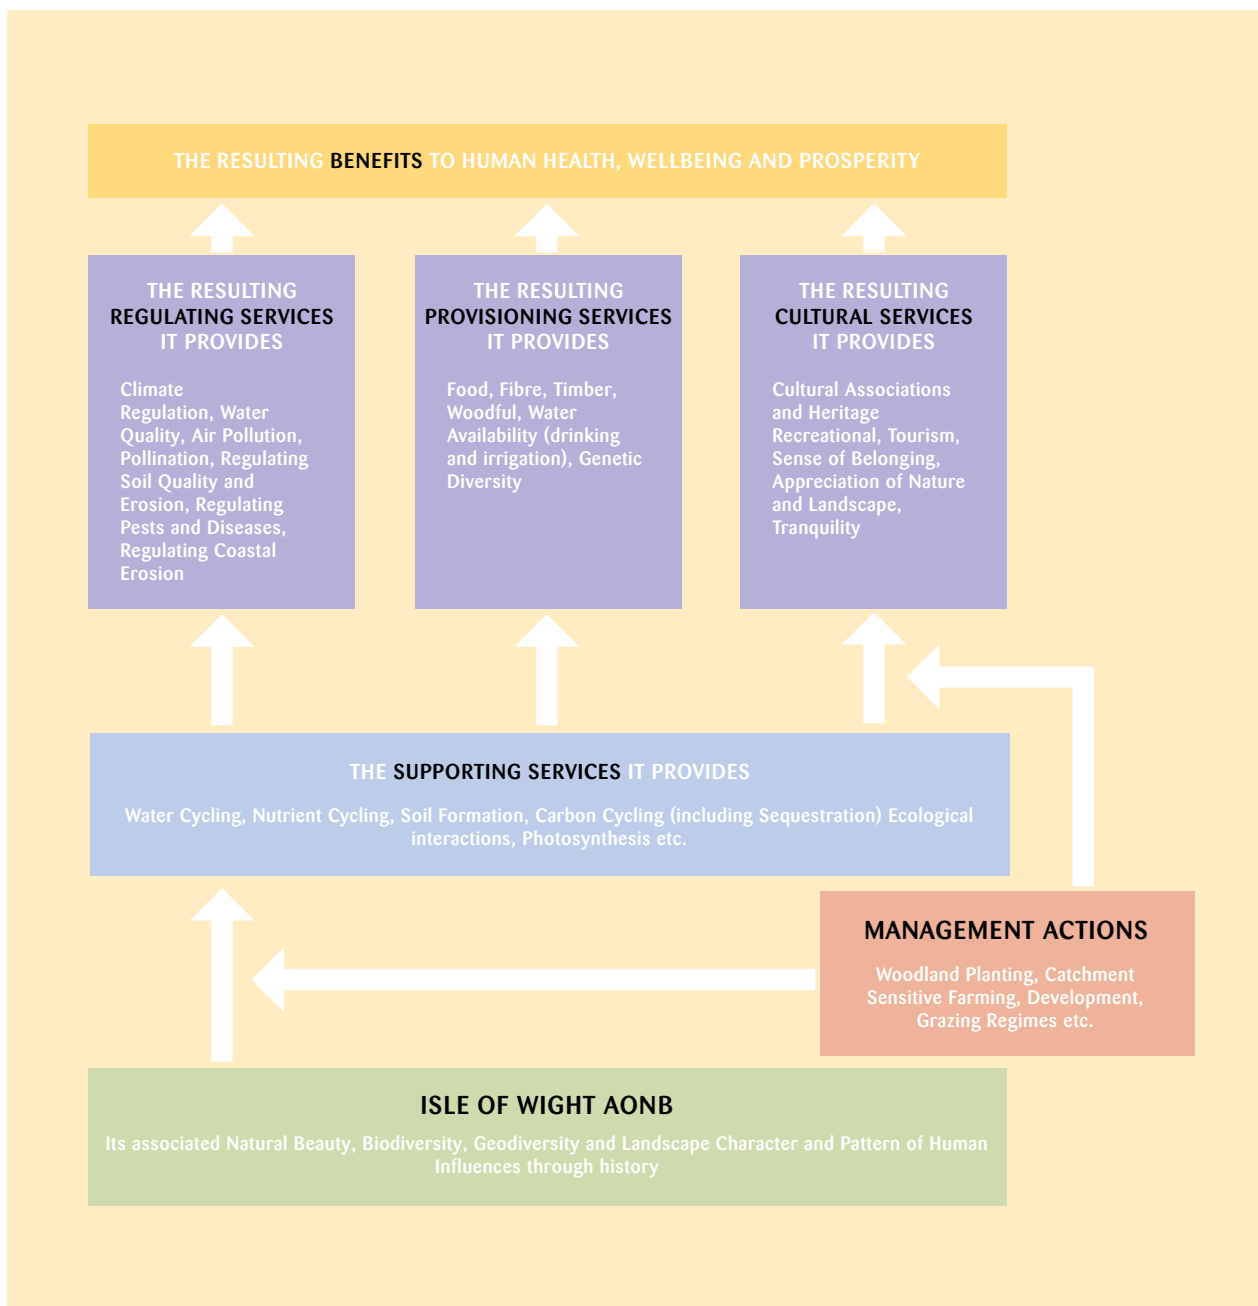 THE RESULTING BENEFITS TO HUMAN HEALTH, WELLBEING AND PROSPERITY
THE RESULTING
REGULATING SERVICES
IT PROVIDES
Climate
Regulation, Water
Quality, Air Pollution,
Pollination, Regulating
Soil Quality and
Erosion, Regulating
Pests and Diseases,
Regulating Coastal
Erosion
THE RESULTING
PROVISIONING SERVICES
IT PROVIDES
Food, Fibre, Timber,
Woodful, Water
Availability (drinking
and irrigation), Genetic
Diversity
THE RESULTING
CULTURAL SERVICES
IT PROVIDES
Cultural Associations
and Heritage
Recreational, Tourism,
Sense of Belonging,
Appreciation of Nature
and Landscape,
Tranquility
THE SUPPORTING SERVICES IT PROVIDES
Water Cycling, Nutrient Cycling, Soil Formation, Carbon Cycling (including Sequestration) Ecological
interactions, Photosynthesis etc.
MANAGEMENT ACTIONS
Woodland Planting, Catchment
Sensitive Farming, Development,
Grazing Regimes etc.
ISLE OF WIGHT AONB
Its associated Natural Beauty, Biodiversity, Geodiversity and Landscape Character and Pattern of Human
Influences through history